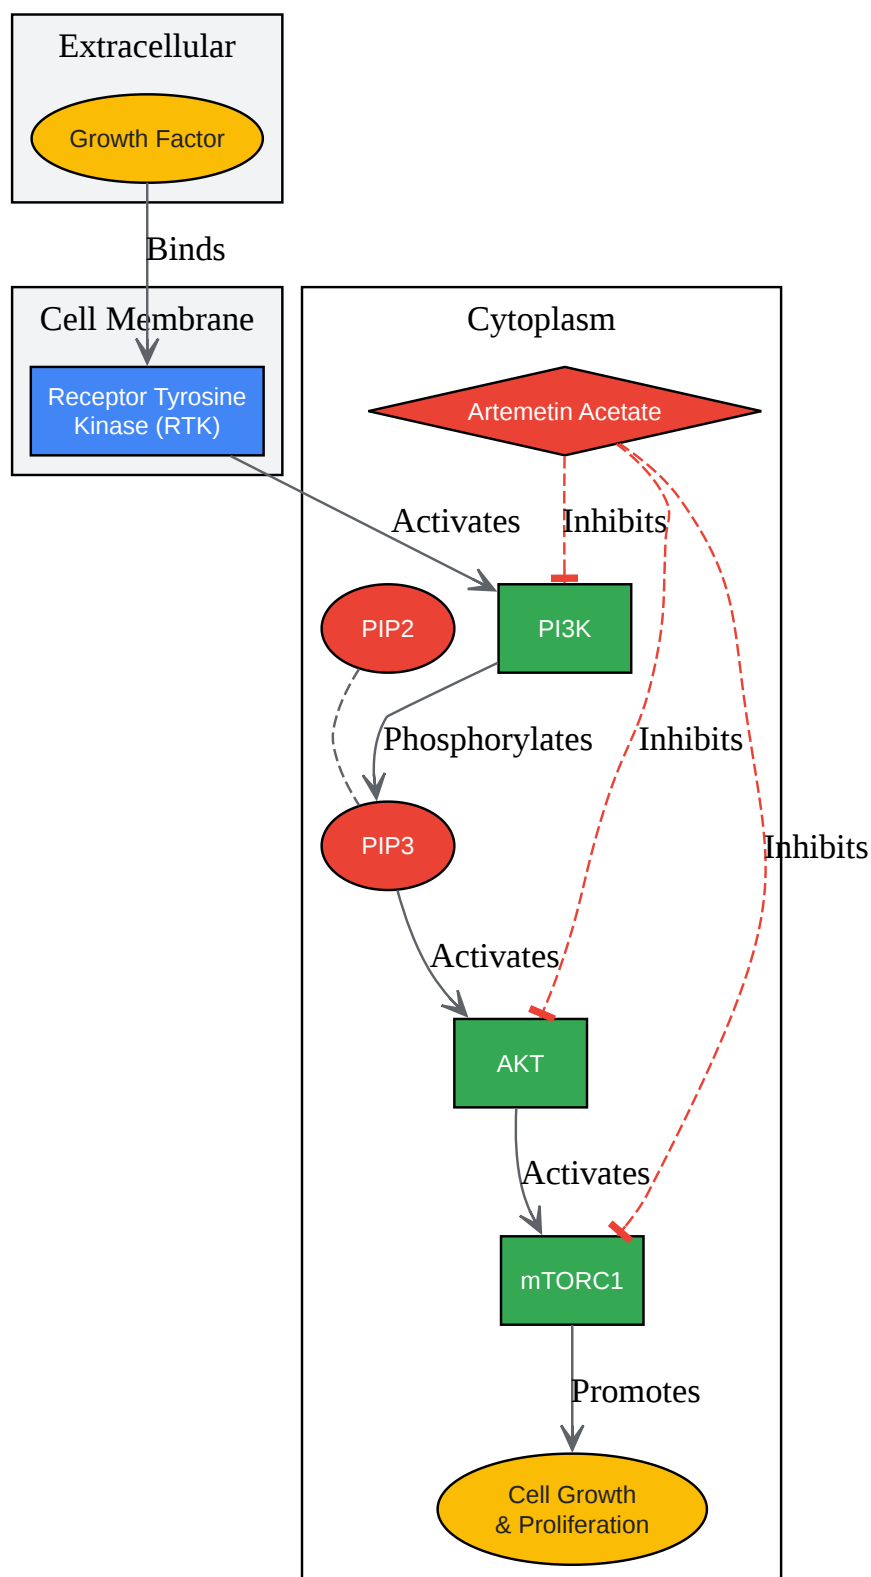 Extracellular
Growth Factor
Binds
Cell Membrane
Cytoplasm
Receptor Tyrosine
Kinase (RTK)
Artemetin Acetate
Activates
Inhibits
PIP2
PI3K
Phosphorylates
Inhibits
PIP3
Inhibits
Activates
AKT
Activates
mTORC1
Promotes
Cell Growth
& Proliferation